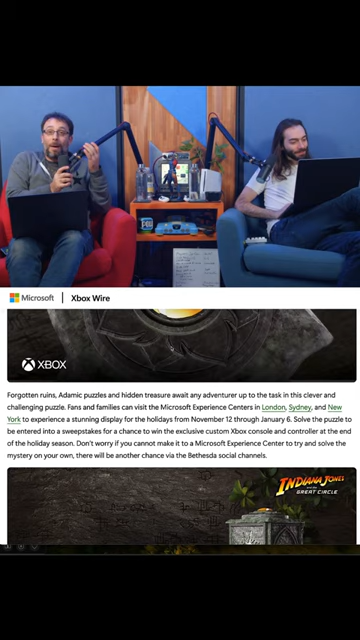 Microsoft | Xbox Wire
XBOX
Forgotten ruins, Adamic puzzles and hidden treasure await any adventurer up to the task in this clever and
challenging puzzle. Fans and families can visit the Microsoft Experience Centers in London, Sydney, and New
York to experience a stunning display for the holidays from November 12 through January 6. Solve the puzzle to
be entered into a sweepstakes for a chance to win the exclusive custom Xbox console and controller at the end
of the holiday season. Don't worry if you cannot make it to a Microsoft Experience Center to try and solve the
mystery on your own, there will be another chance via the Bethesda social channels.
INDIANA JONES
AND THE
GREAT CIRCLE